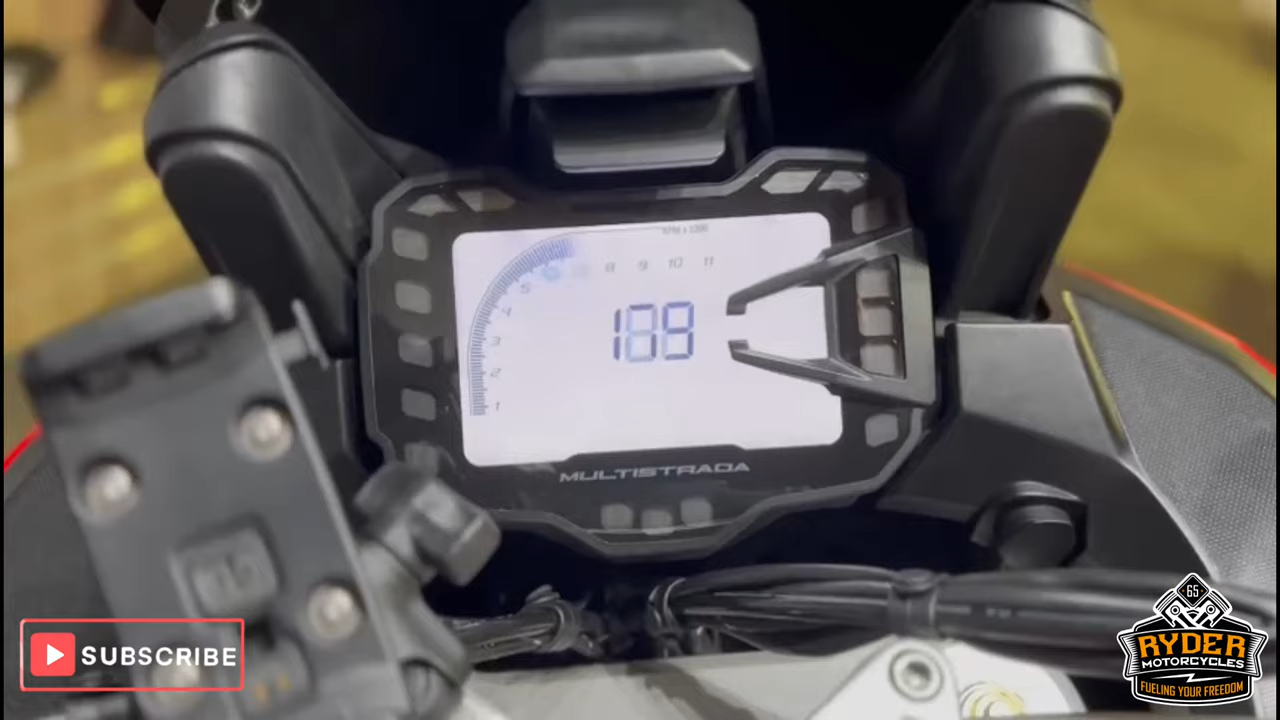 RPM x 1000
5 8 9 10 11
4
3
2
1
MULTISTRADA
SUBSCRIBE
65
RYDER
MOTORCYCLES
FUELING YOUR FREEDOM